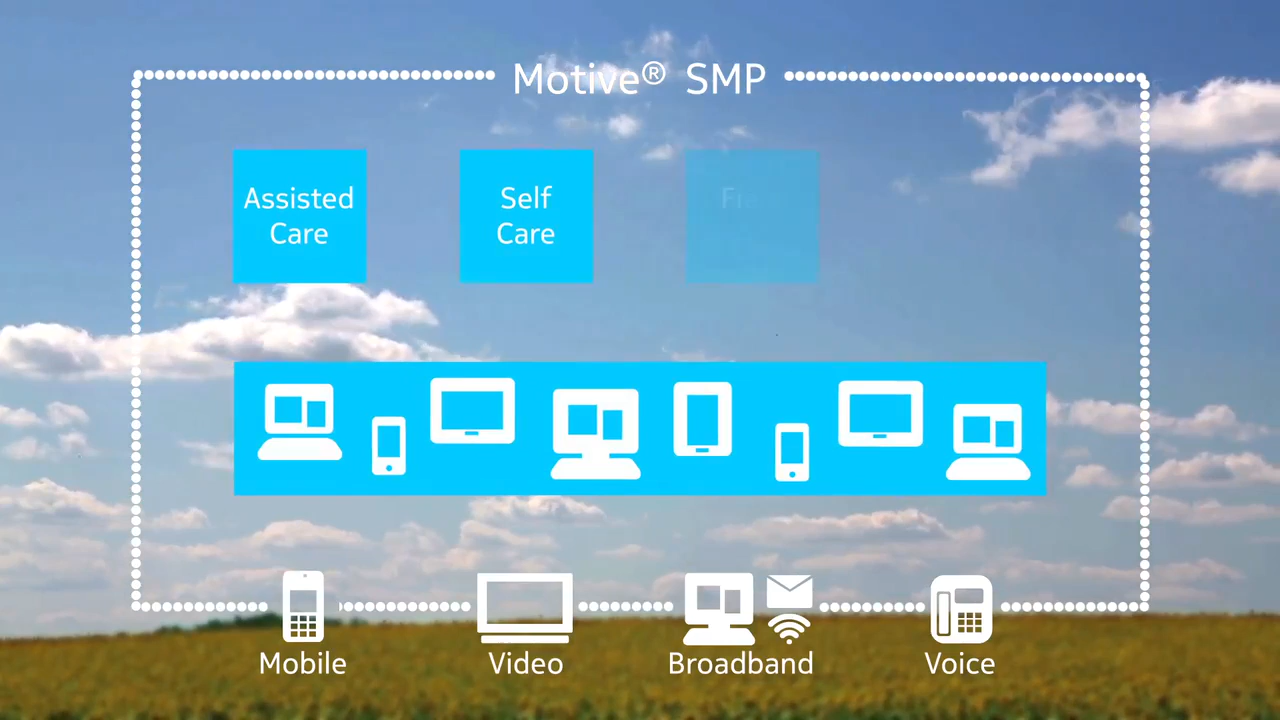 Motive® SMP
Assisted
Care
Self
Care
Mobile
Video
Broadband
Voice